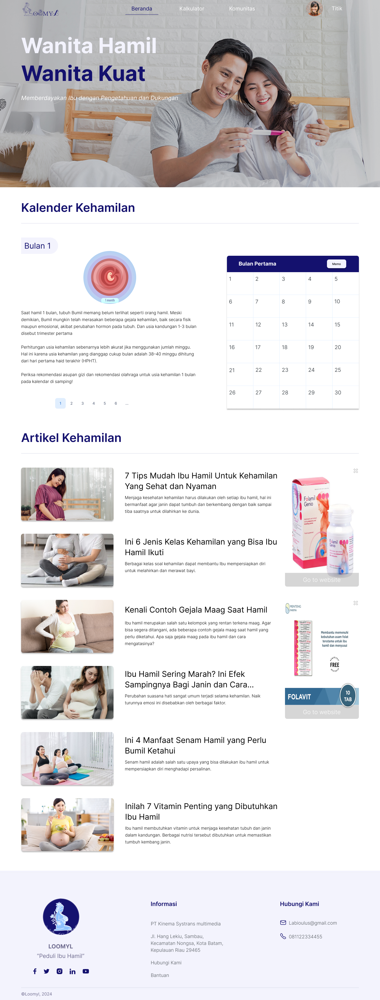 LOOMYL
Beranda
Kalkulator
Komunitas
Titik
Wanita Hamil
Wanita Kuat
Memberdayakan Ibu dengan Pengetahuan dan Dukungan
Kalender Kehamilan
Bulan 1
1 month
Saat hamil 1 bulan, tubuh Bumil memang belum terlihat seperti orang hamil. Meski
demikian, Bumil mungkin telah merasakan beberapa gejala kehamilan, baik secara fisik
maupun emosional, akibat perubahan hormon pada tubuh. Dan usia kandungan 1-3 bulan
disebut trimester pertama
Perhitungan usia kehamilan sebenarnya lebih akurat jika menggunakan jumlah minggu.
Hal ini karena usia kehamilan yang dianggap cukup bulan adalah 38–40 minggu dihitung
dari hari pertama haid terakhir (HPHT).
Periksa rekomendasi asupan gizi dan rekomendasi olahraga untuk usia kehamilan 1 bulan
pada kalendar di samping!
1 2 3 4 5 6 ...
Bulan Pertama
Memo
1 2 3 4 5
6 7 8 9 10
11 12 13 14 15
16 17 18 19 20
21 22 23 24 25
26 27 28 29 30
Artikel Kehamilan
7 Tips Mudah Ibu Hamil Untuk Kehamilan
Yang Sehat dan Nyaman
Menjaga kesehatan kehamilan harus dilakukan oleh setiap ibu hamil, hal ini
bermanfaat agar janin dapat tumbuh dan berkembang dengan baik sampai
tiba saatnya untuk dilahirkan ke dunia.
Ini 6 Jenis Kelas Kehamilan yang Bisa Ibu
Hamil Ikuti
Berbagai kelas soal kehamilan dapat membantu Ibu mempersiapkan diri
untuk melahirkan dan merawat bayi.
Kenali Contoh Gejala Maag Saat Hamil
Ibu hamil merupakan salah satu kelompok yang rentan terkena maag. Agar
bisa segera ditangani, ada beberapa contoh gejala maag saat hamil yang
perlu diketahui. Apa saja gejala maag pada ibu hamil dan cara
mengatasinya?
Ibu Hamil Sering Marah? Ini Efek
Sampingnya Bagi Janin dan Cara...
Perubahan suasana hati sangat umum terjadi selama kehamilan. Naik
turunnya emosi ini disebabkan oleh berbagai faktor.
Ini 4 Manfaat Senam Hamil yang Perlu
Bumil Ketahui
Senam hamil adalah salah satu upaya yang bisa dilakukan ibu hamil untuk
mempersiapkan diri menghadapi persalinan.
Inilah 7 Vitamin Penting yang Dibutuhkan
Ibu Hamil
Ibu hamil membutuhkan vitamin untuk menjaga kesehatan tubuh dan janin
dalam kandungan. Berbagai nutrisi tersebut dibutuhkan untuk memastikan
tumbuh kembang janin.
Folamil
Genio
Folamil
Genio
Go to website
MENTENG
FARMA
FOLAVIT
Membantu memenuhi
kebutuhan asam folat
terutama untuk ibu
hamil dan menyusui
KONSULTASI
FREE
APOTEKER
FOLAVIT
10
TAB
Go to website
LOOMYL
”Peduli Ibu Hamil”
Informasi
PT Kinema Systrans multimedia
Jl. Hang Lekiu, Sambau,
Kecamatan Nongsa, Kota Batam,
Kepulauan Riau 29465
Hubungi Kami
Bantuan
Hubungi Kami
Labioulus@gmail.com
081122334455
©Loomyl, 2024